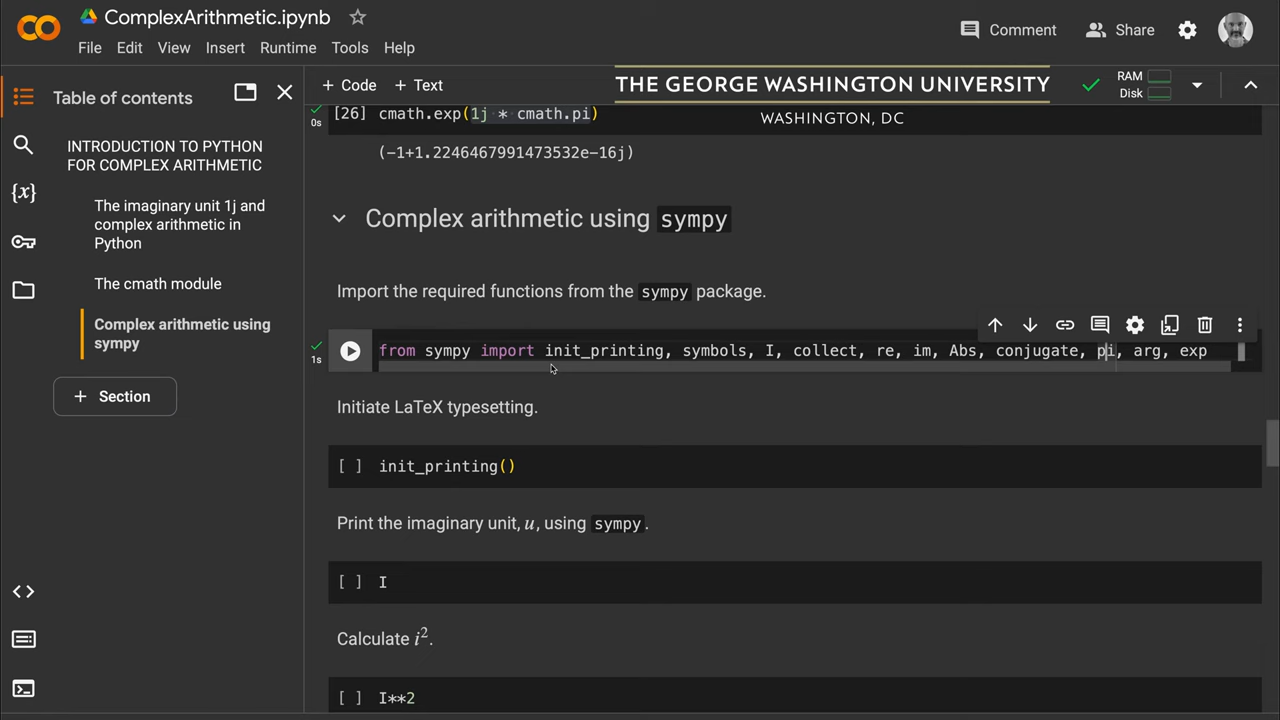 ComplexArithmetic.ipynb
Comment
Share
File Edit View Insert Runtime Tools Help
Table of contents
+ Code + Text
THE GEORGE WASHINGTON UNIVERSITY
WASHINGTON, DC
RAM
Disk
INTRODUCTION TO PYTHON
FOR COMPLEX ARITHMETIC
The imaginary unit 1j and
complex arithmetic in
Python
The cmath module
Complex arithmetic using
sympy
+ Section
{x}
0s
[26] cmath.exp(1j * cmath.pi)
(-1+1.2246467991473532e-16j)
Complex arithmetic using sympy
Import the required functions from the sympy package.
1s
from sympy import init_printing, symbols, I, collect, re, im, Abs, conjugate, pi, arg, exp
Initiate LaTeX typesetting.
[ ] init_printing()
Print the imaginary unit, u, using sympy.
[ ] I
Calculate i².
[ ] I**2